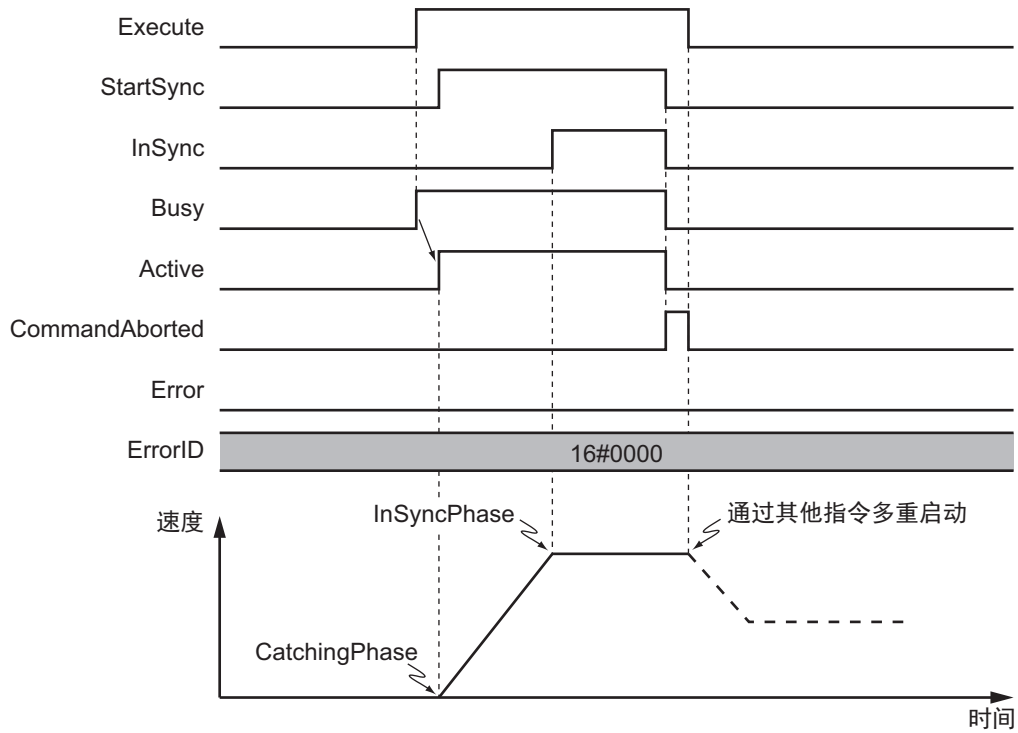 Execute
StartSync
InSync
Busy
Active
CommandAborted
Error
ErrorID
16#0000
速度
InSyncPhase
通过其他指令多重启动
CatchingPhase
时间